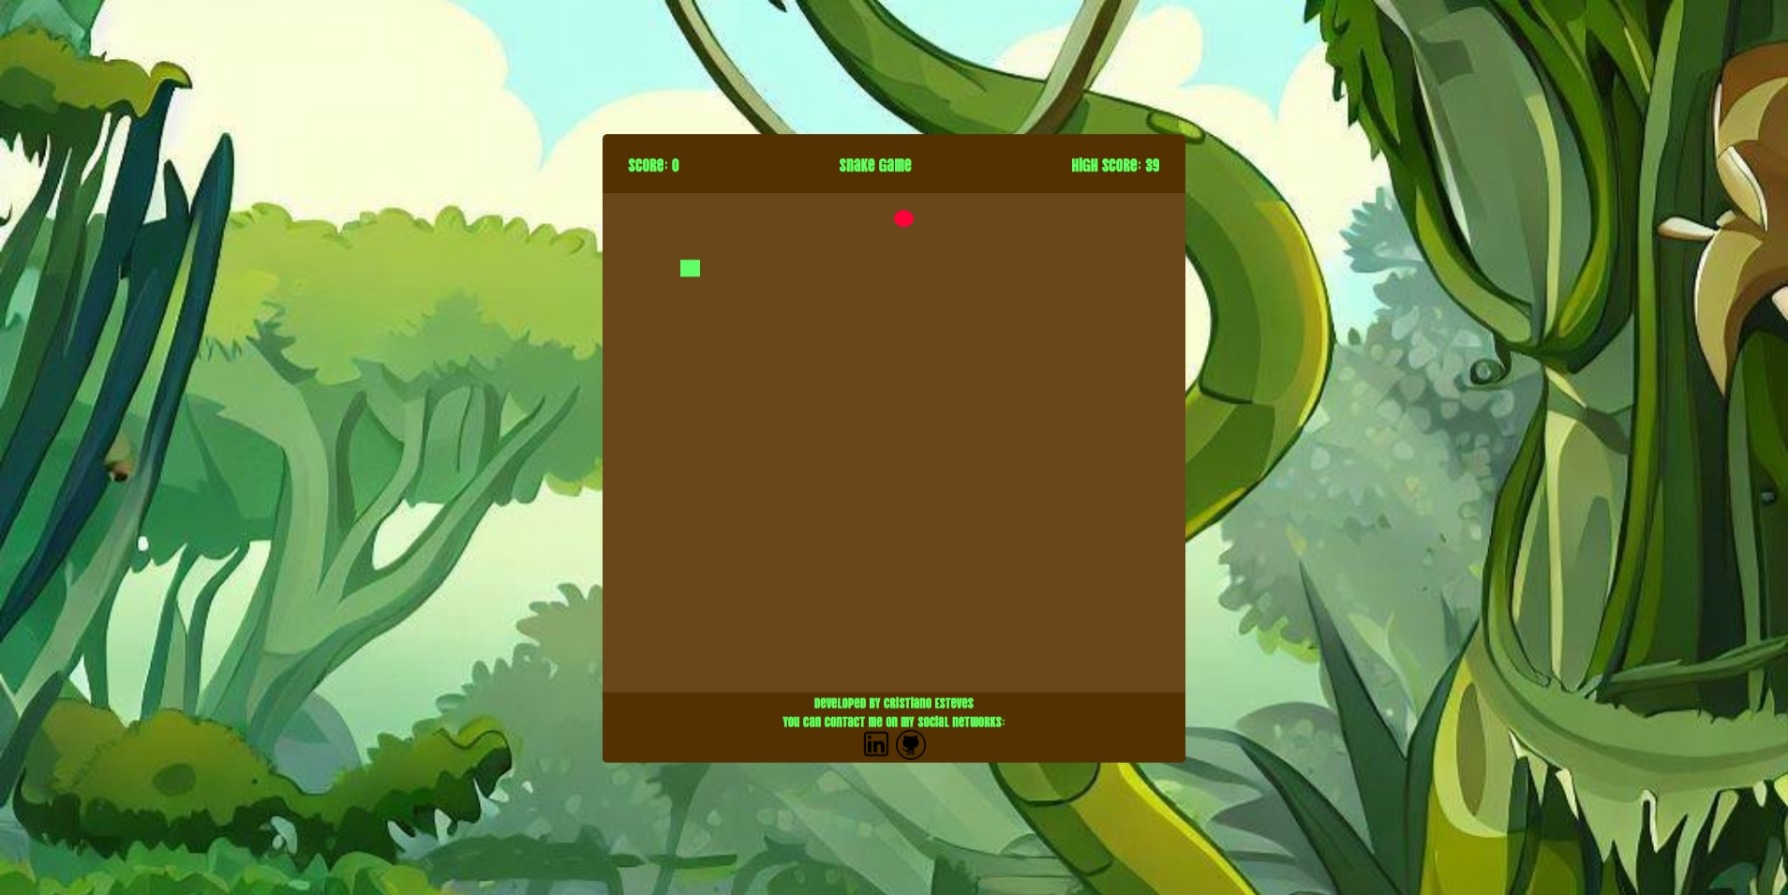 Score: 0
Snake Game
High Score: 39
Developed by Cristiano Esteves
You can contact me on my social networks:
in